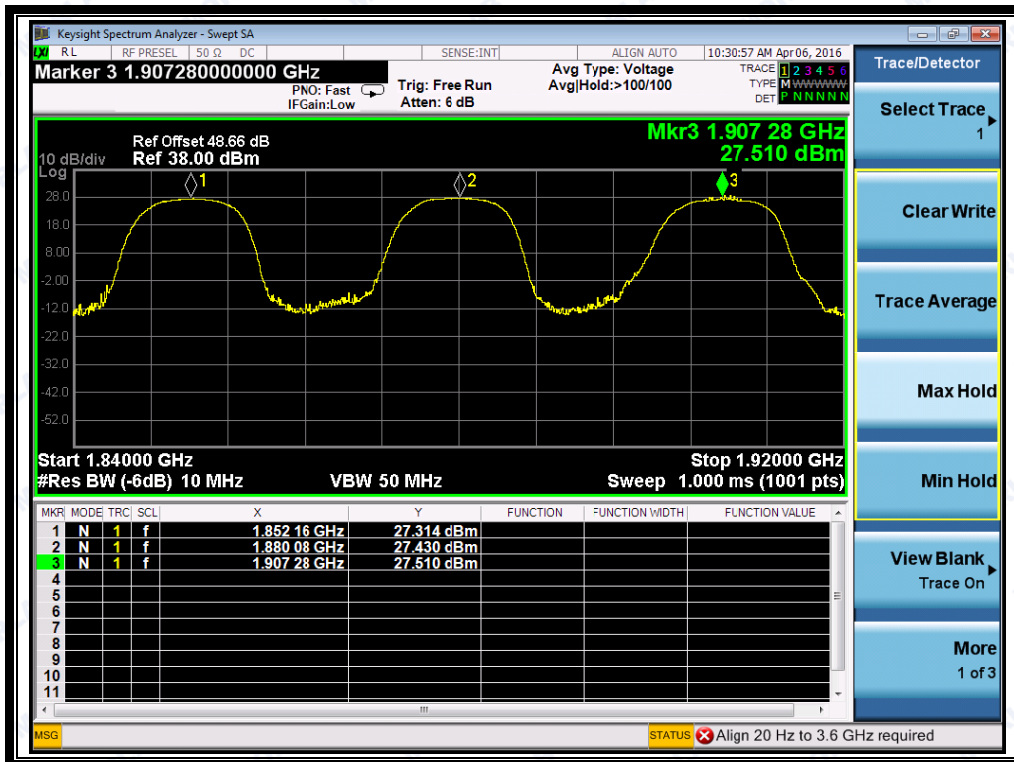 Keysight Spectrum Analyzer - Swept SA
LXI RL RF PRESEL 50 Ω DC SENSE:INT ALIGN AUTO 10:30:57 AM Apr 06, 2016
Marker 3 1.907280000000 GHz
PNO: Fast
IFGain:Low
Trig: Free Run
Atten: 6 dB
Avg Type: Voltage
Avg|Hold:>100/100
TRACE 1 2 3 4 5 6
TYPE M WWWWW
DET P N N N N N
Mkr3 1.907 28 GHz
27.510 dBm
Ref Offset 48.66 dB
10 dB/div Ref 38.00 dBm
Log
1 2 3
28.0
18.0
8.00
-2.00
-12.0
-22.0
-32.0
-42.0
-52.0
Start 1.84000 GHz Stop 1.92000 GHz
#Res BW (-6dB) 10 MHz VBW 50 MHz Sweep 1.000 ms (1001 pts)
MKR MODE TRC SCL X Y FUNCTION FUNCTION WIDTH FUNCTION VALUE
1 N 1 f 1.852 16 GHz 27.314 dBm
2 N 1 f 1.880 08 GHz 27.430 dBm
3 N 1 f 1.907 28 GHz 27.510 dBm
4
5
6
7
8
9
10
11
MSG STATUS Align 20 Hz to 3.6 GHz required
Trace/Detector
Select Trace
1
Clear Write
Trace Average
Max Hold
Min Hold
View Blank
Trace On
More
1 of 3